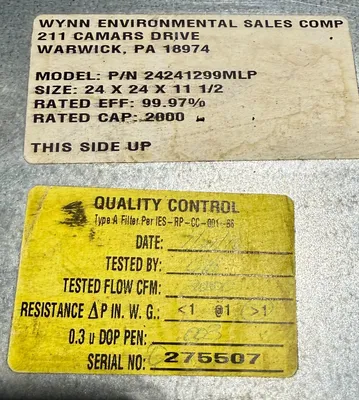 WYNN ENVIRONMENTAL SALES COMP
211 CAMARS DRIVE
WARWICK, PA 18974
MODEL: P/N 24241299MLP
SIZE: 24 X 24 X 11 1/2
RATED EFF: 99.97%
RATED CAP: 2000
THIS SIDE UP
QUALITY CONTROL
Type A Filter Per IES-RP-CC-001-86
DATE:
TESTED BY:
TESTED FLOW CFM:
RESISTANCE Δ P IN. W. G.: <1 @1 >1
0.3 u DOP PEN:
SERIAL NO: 275507